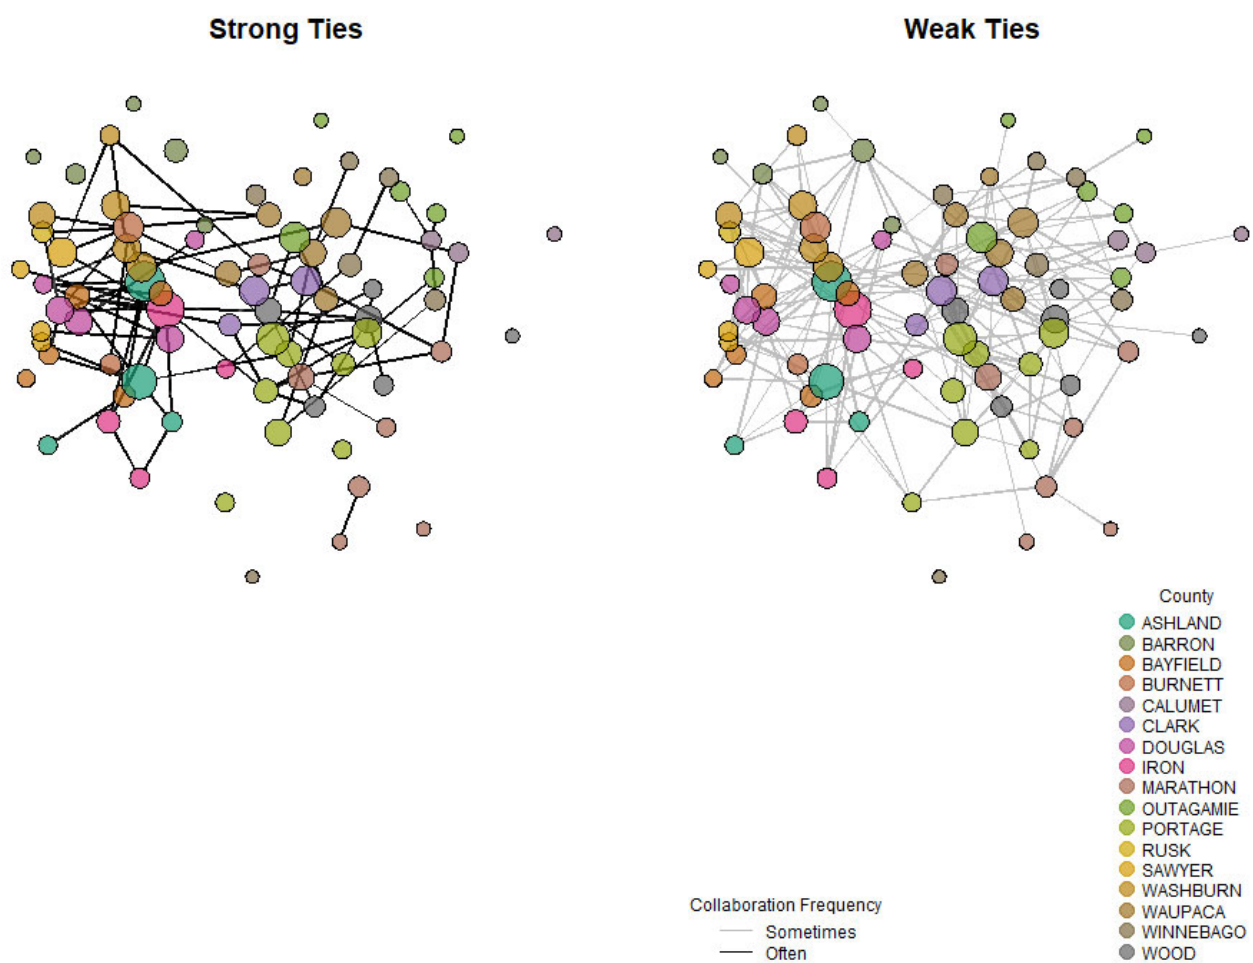 Strong Ties
Weak Ties
County
ASHLAND
BARRON
BAYFIELD
BURNETT
CALUMET
CLARK
DOUGLAS
IRON
MARATHON
OUTAGAMIE
PORTAGE
RUSK
SAWYER
WASHBURN
WAUPACA
WINNEBAGO
WOOD
Collaboration Frequency
Sometimes
Often